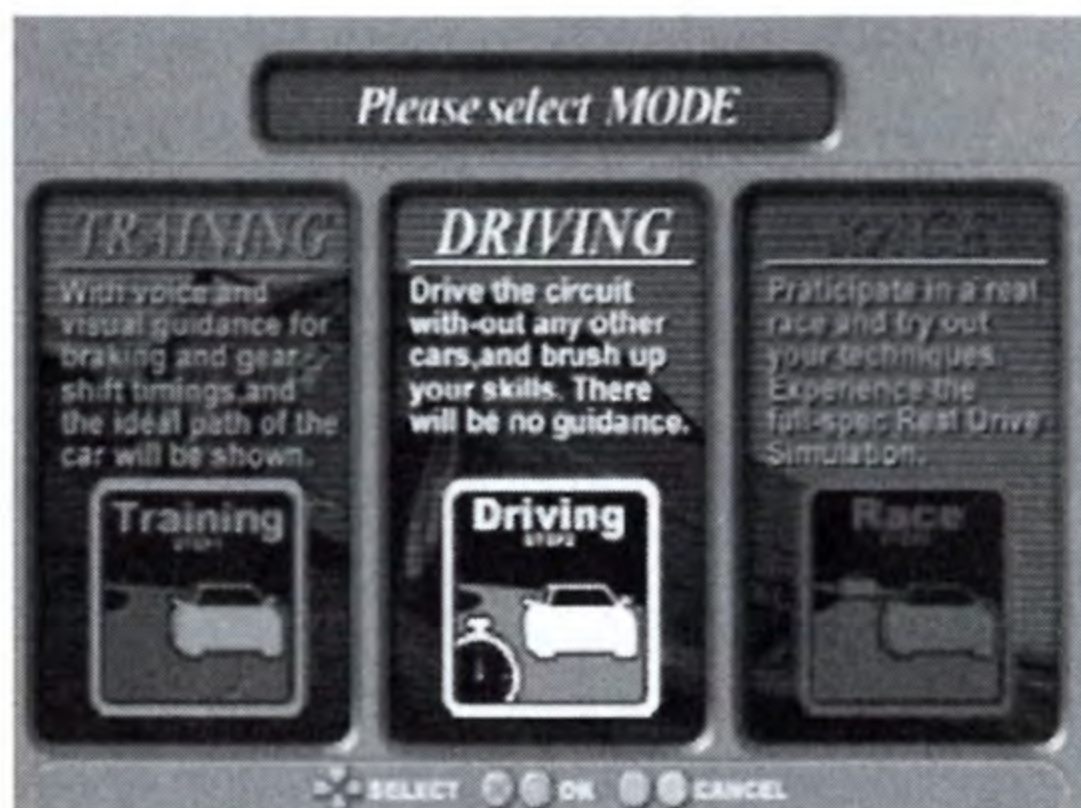 Please select MODE
TRAINING
With voice and
visual guidance for
braking and gear
shift timings,and
the ideal path of the
car will be shown.
Training
STEP1
DRIVING
Drive the circuit
with-out any other
cars,and brush up
your skills. There
will be no guidance.
Driving
STEP2
RACE
Praticipate in a real
race and try out
your techniques.
Experience the
full-spec Real Drive
Simulation.
Race
SELECT OK CANCEL